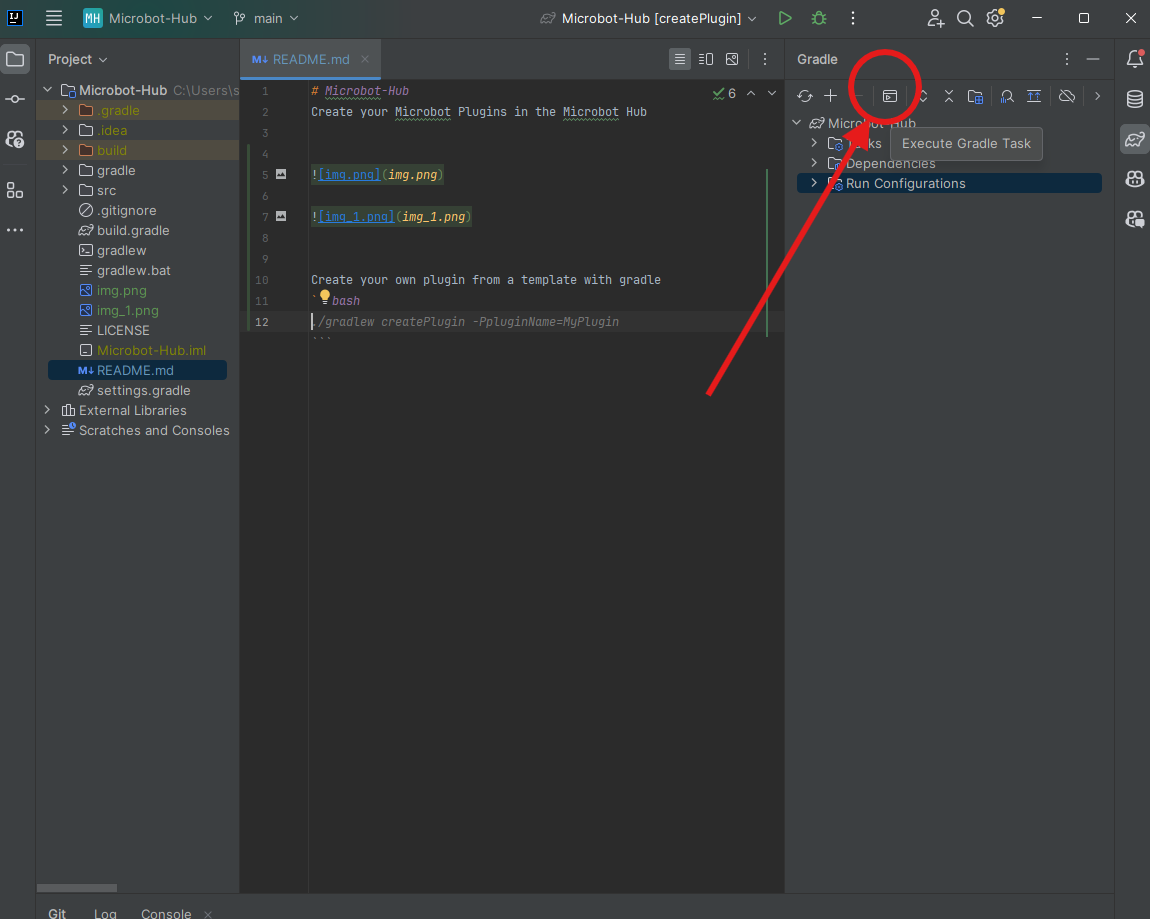 IJ
MH Microbot-Hub main Microbot-Hub [createPlugin]
Project
Microbot-Hub C:\Users\s
.gradle
.idea
build
gradle
src
.gitignore
build.gradle
gradlew
gradlew.bat
img.png
img_1.png
LICENSE
Microbot-Hub.iml
M↓ README.md
settings.gradle
External Libraries
Scratches and Consoles
M↓ README.md
6
1 # Microbot-Hub
2 Create your Microbot Plugins in the Microbot Hub
3
4
5 ![img.png](img.png)
6
7 ![img_1.png](img_1.png)
8
9
10 Create your own plugin from a template with gradle
11 `bash
12 ./gradlew createPlugin -PpluginName=MyPlugin
```
Gradle
Microbot-Hub
Execute Gradle Task
Dependencies
Run Configurations
Git Log Console